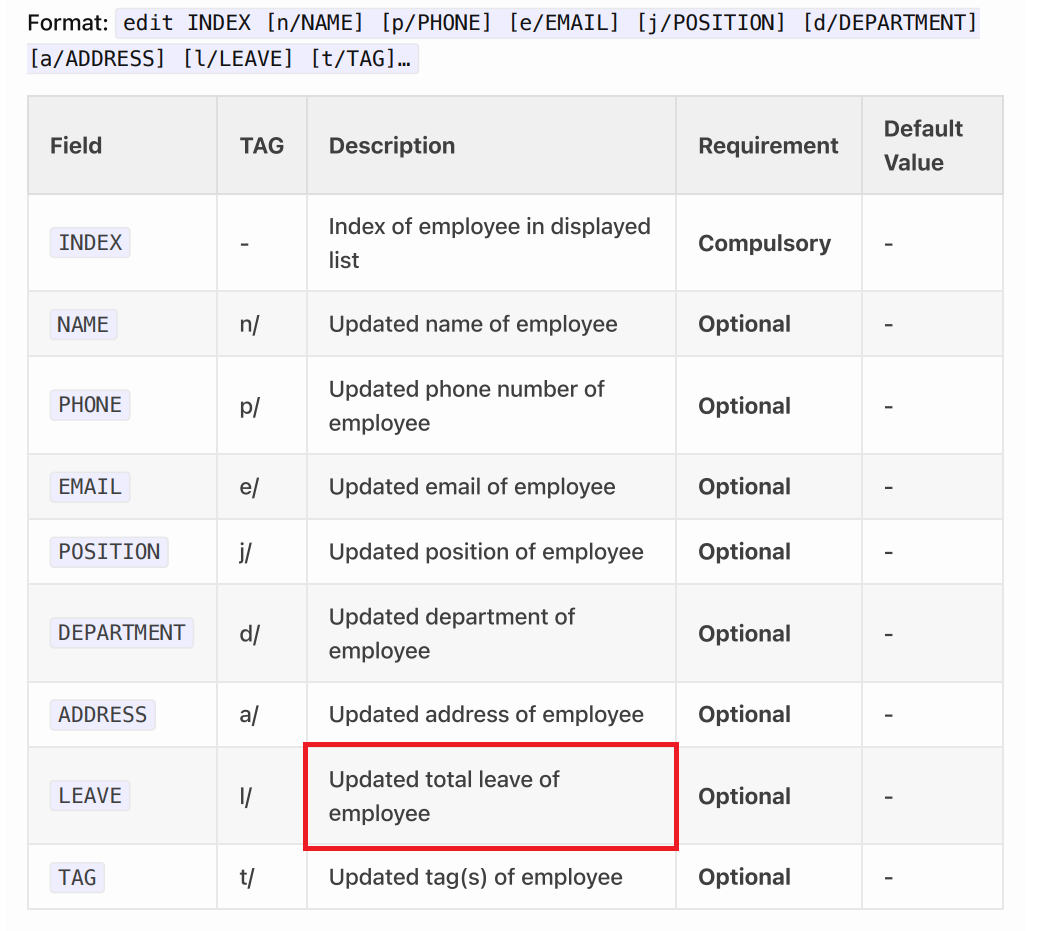 Format: edit INDEX [n/NAME] [p/PHONE] [e/EMAIL] [j/POSITION] [d/DEPARTMENT]
[a/ADDRESS] [l/LEAVE] [t/TAG]…
Field TAG Description Requirement Default
Value
INDEX - Index of employee in displayed
list Compulsory -
NAME n/ Updated name of employee Optional -
PHONE p/ Updated phone number of
employee Optional -
EMAIL e/ Updated email of employee Optional -
POSITION j/ Updated position of employee Optional -
DEPARTMENT d/ Updated department of
employee Optional -
ADDRESS a/ Updated address of employee Optional -
LEAVE l/ Updated total leave of
employee Optional -
TAG t/ Updated tag(s) of employee Optional -